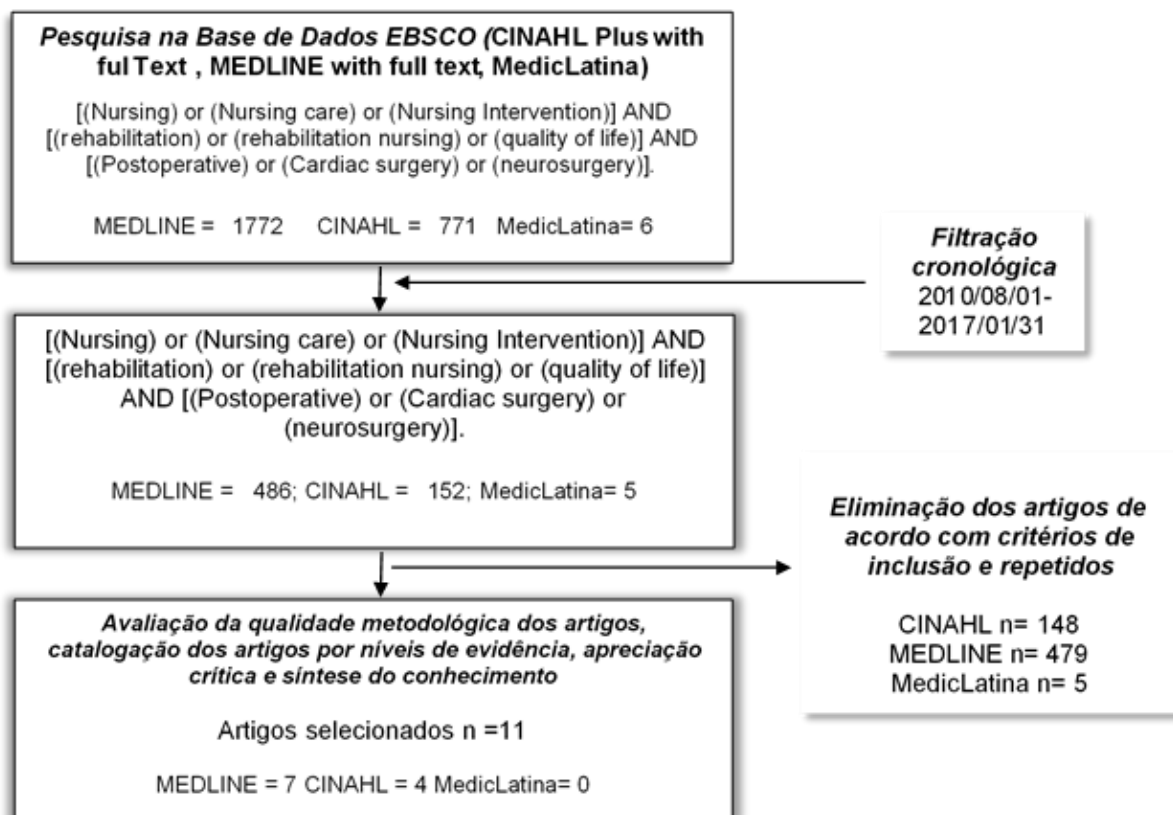 Pesquisa na Base de Dados EBSCO (CINAHL Plus with
ful Text , MEDLINE with full text, MedicLatina)
[(Nursing) or (Nursing care) or (Nursing Intervention)] AND
[(rehabilitation) or (rehabilitation nursing) or (quality of life)] AND
[(Postoperative) or (Cardiac surgery) or (neurosurgery)].
MEDLINE = 1772 CINAHL = 771 MedicLatina= 6
Filtração
cronológica
2010/08/01-
2017/01/31
[(Nursing) or (Nursing care) or (Nursing Intervention)] AND
[(rehabilitation) or (rehabilitation nursing) or (quality of life)]
AND [(Postoperative) or (Cardiac surgery) or
(neurosurgery)].
MEDLINE = 486; CINAHL = 152; MedicLatina= 5
Eliminação dos artigos de
acordo com critérios de
inclusão e repetidos
CINAHL n= 148
MEDLINE n= 479
MedicLatina n= 5
Avaliação da qualidade metodológica dos artigos,
catalogação dos artigos por níveis de evidência, apreciação
crítica e síntese do conhecimento
Artigos selecionados n =11
MEDLINE = 7 CINAHL = 4 MedicLatina= 0